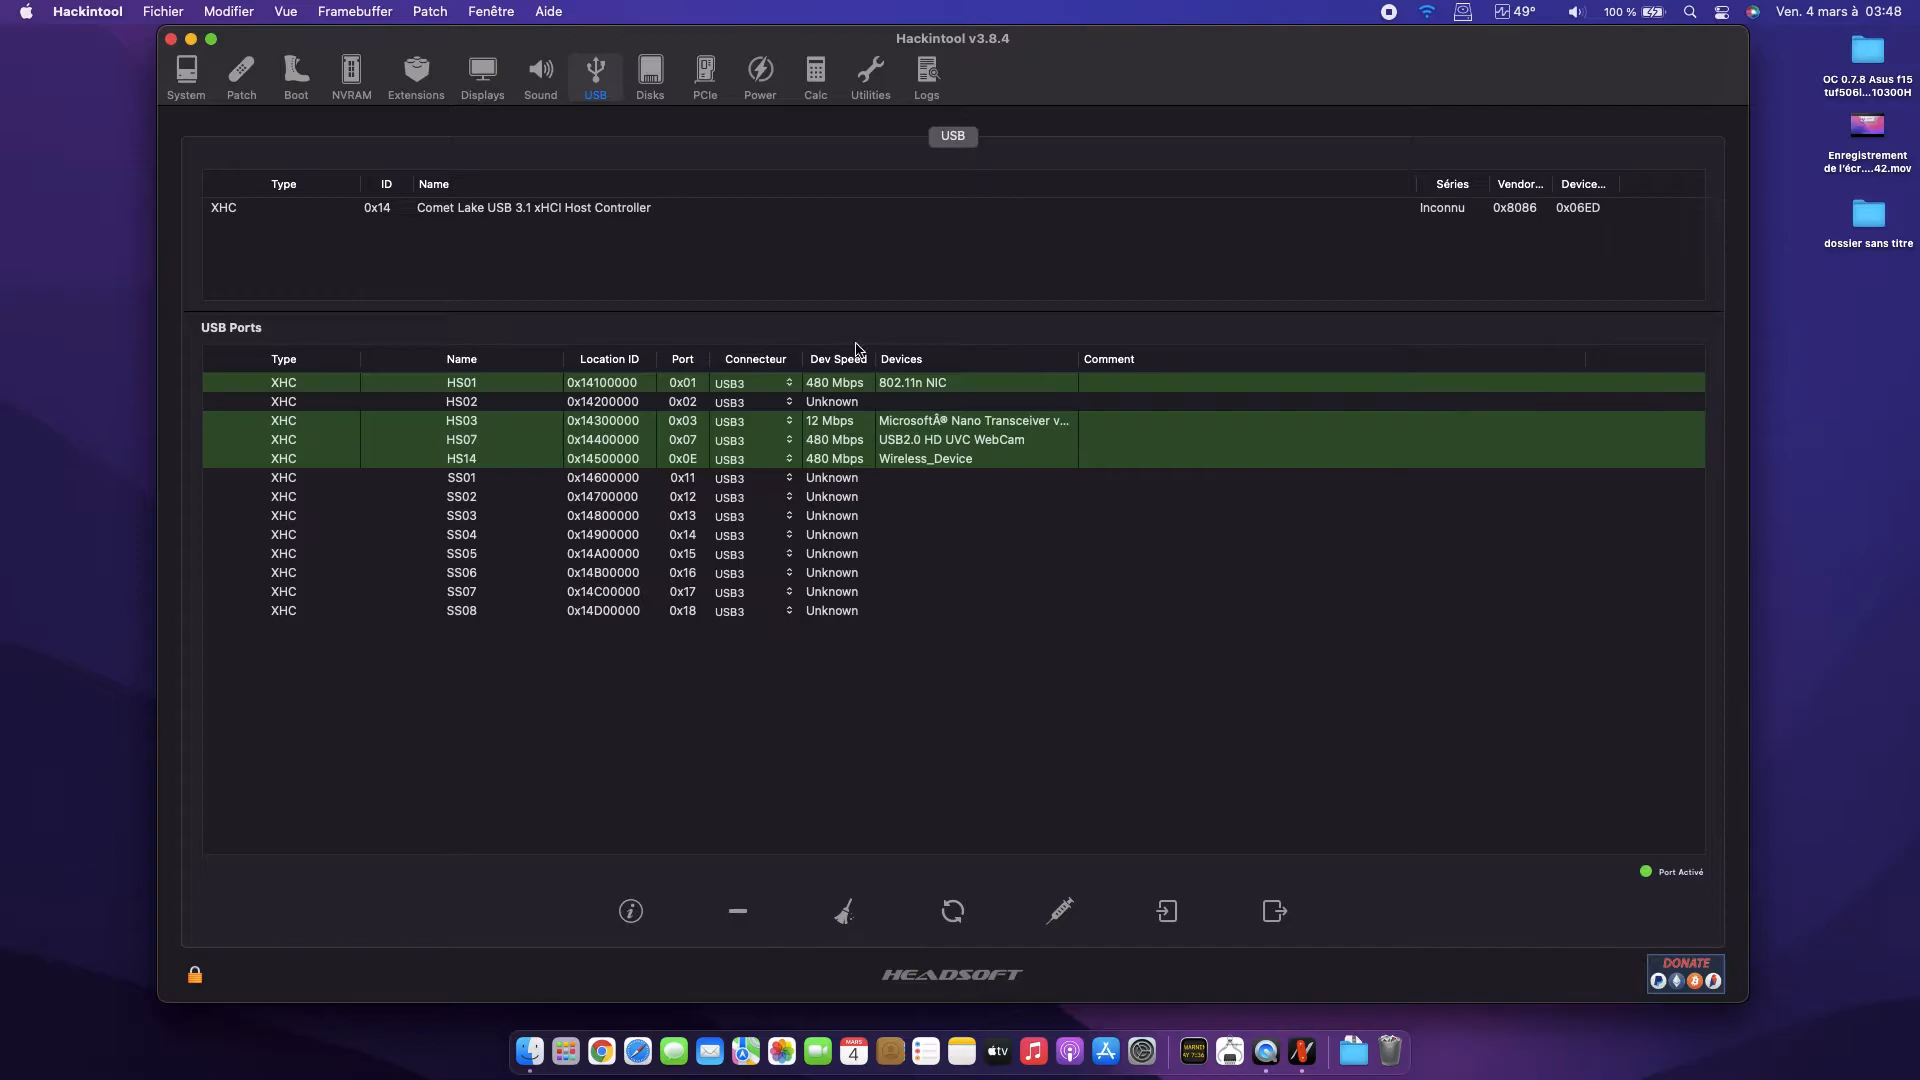 Hackintool Fichier Modifier Vue Framebuffer Patch Fenêtre Aide 49° 100 % Ven. 4 mars à 03:48
Hackintool v3.8.4
System Patch Boot NVRAM Extensions Displays Sound USB Disks PCIe Power Calc Utilities Logs
USB
Type ID Name Séries Vendor... Device...
XHC 0x14 Comet Lake USB 3.1 xHCI Host Controller Inconnu 0x8086 0x06ED
USB Ports
Type Name Location ID Port Connecteur Dev Speed Devices Comment
XHC HS01 0x14100000 0x01 USB3 480 Mbps 802.11n NIC
XHC HS02 0x14200000 0x02 USB3 Unknown
XHC HS03 0x14300000 0x03 USB3 12 Mbps MicrosoftÂ® Nano Transceiver v...
XHC HS07 0x14400000 0x07 USB3 480 Mbps USB2.0 HD UVC WebCam
XHC HS14 0x14500000 0x0E USB3 480 Mbps Wireless_Device
XHC SS01 0x14600000 0x11 USB3 Unknown
XHC SS02 0x14700000 0x12 USB3 Unknown
XHC SS03 0x14800000 0x13 USB3 Unknown
XHC SS04 0x14900000 0x14 USB3 Unknown
XHC SS05 0x14A00000 0x15 USB3 Unknown
XHC SS06 0x14B00000 0x16 USB3 Unknown
XHC SS07 0x14C00000 0x17 USB3 Unknown
XHC SS08 0x14D00000 0x18 USB3 Unknown
Port Activé
HEADSOFT
DONATE
OC 0.7.8 Asus f15
tuf506l...10300H
Enregistrement
de l'écr....42.mov
dossier sans titre
MARS
4
tv